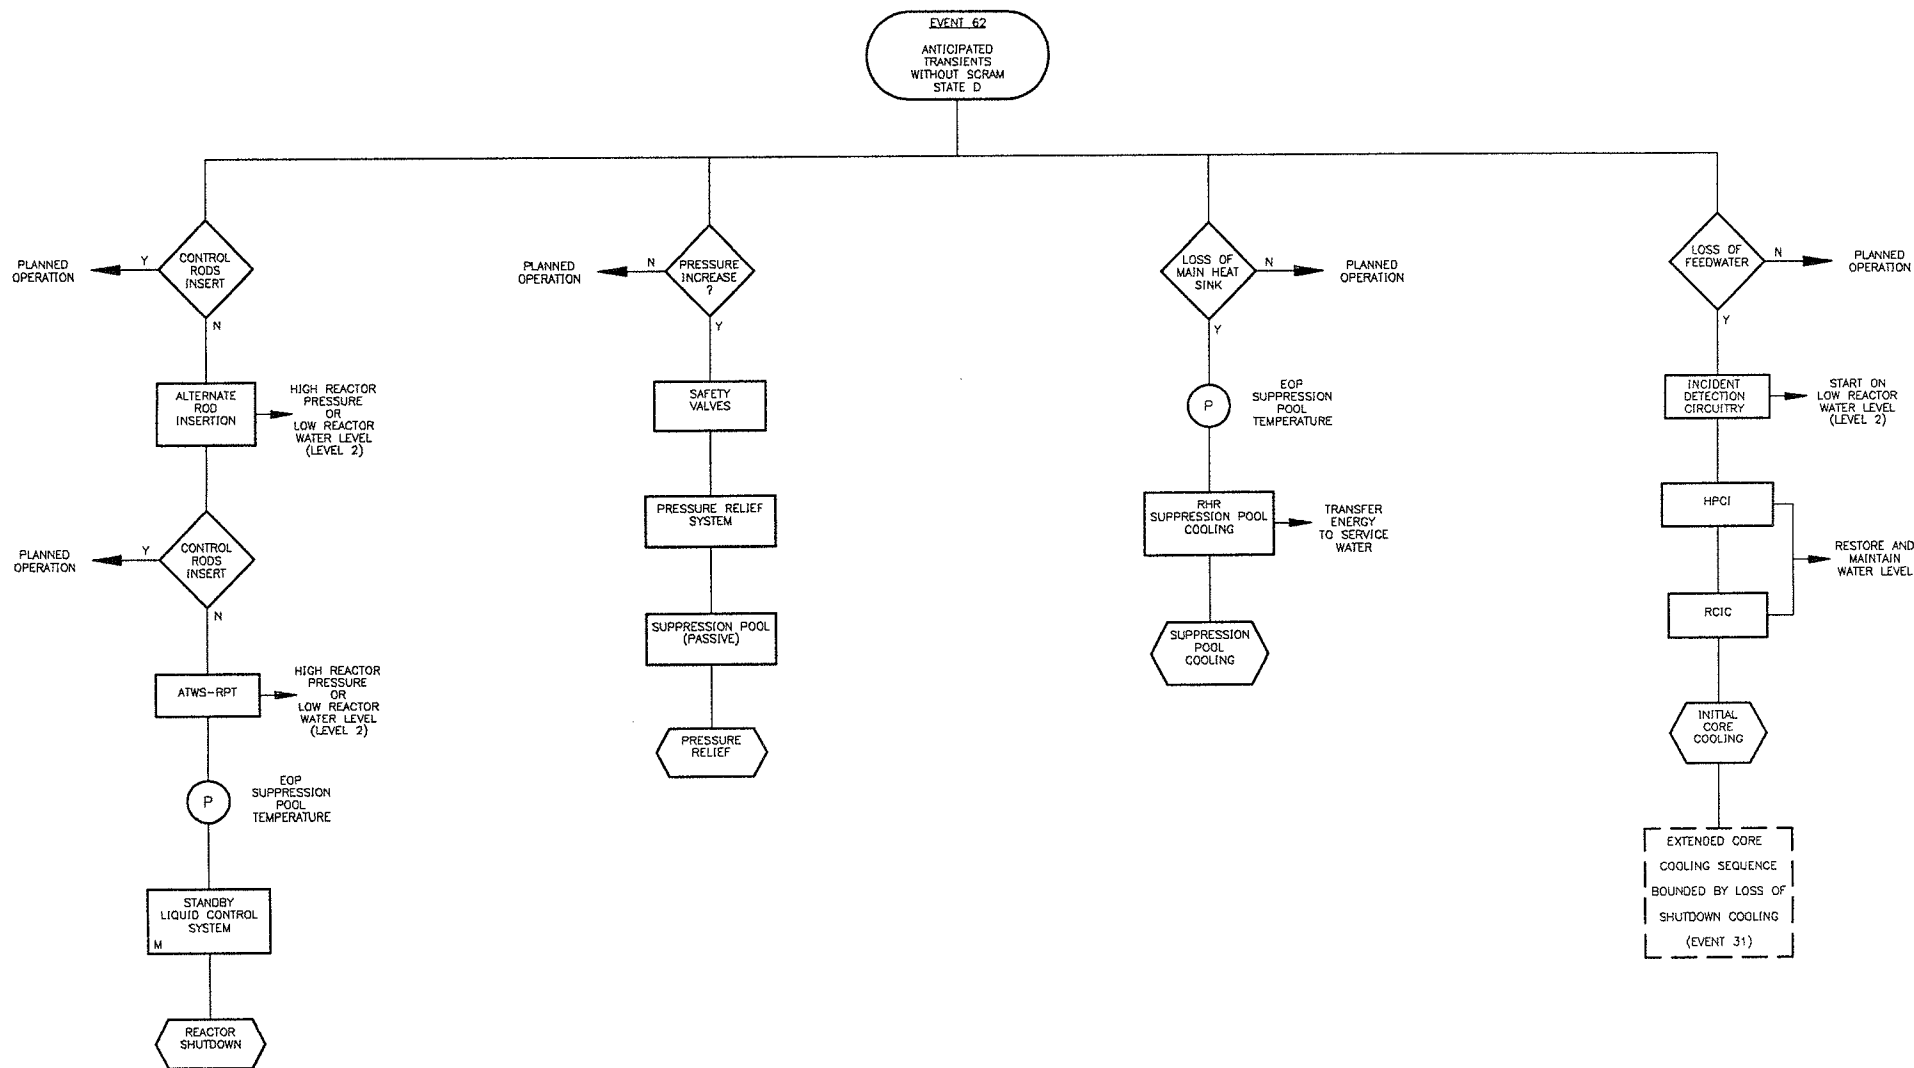 EVENT 62
ANTICIPATED
TRANSIENTS
WITHOUT SCRAM
STATE D
PLANNED
OPERATION
Y
CONTROL
RODS
INSERT
N
ALTERNATE
ROD
INSERTION
HIGH REACTOR
PRESSURE
OR
LOW REACTOR
WATER LEVEL
(LEVEL 2)
PLANNED
OPERATION
Y
CONTROL
RODS
INSERT
N
ATWS-RPT
HIGH REACTOR
PRESSURE
OR
LOW REACTOR
WATER LEVEL
(LEVEL 2)
P
EOP
SUPPRESSION
POOL
TEMPERATURE
STANDBY
LIQUID CONTROL
SYSTEM
M
REACTOR
SHUTDOWN
PLANNED
OPERATION
N
PRESSURE
INCREASE
?
Y
SAFETY
VALVES
PRESSURE RELIEF
SYSTEM
SUPPRESSION POOL
(PASSIVE)
PRESSURE
RELIEF
LOSS OF
MAIN HEAT
SINK
N
PLANNED
OPERATION
Y
P
EOP
SUPPRESSION
POOL
TEMPERATURE
RHR
SUPPRESSION POOL
COOLING
TRANSFER
ENERGY
TO SERVICE
WATER
SUPPRESSION
POOL
COOLING
LOSS OF
FEEDWATER
N
PLANNED
OPERATION
Y
INCIDENT
DETECTION
CIRCUITRY
START ON
LOW REACTOR
WATER LEVEL
(LEVEL 2)
HPCI
RESTORE AND
MAINTAIN
WATER LEVEL
RCIC
INITIAL
CORE
COOLING
EXTENDED CORE
COOLING SEQUENCE
BOUNDED BY LOSS OF
SHUTDOWN COOLING
(EVENT 31)